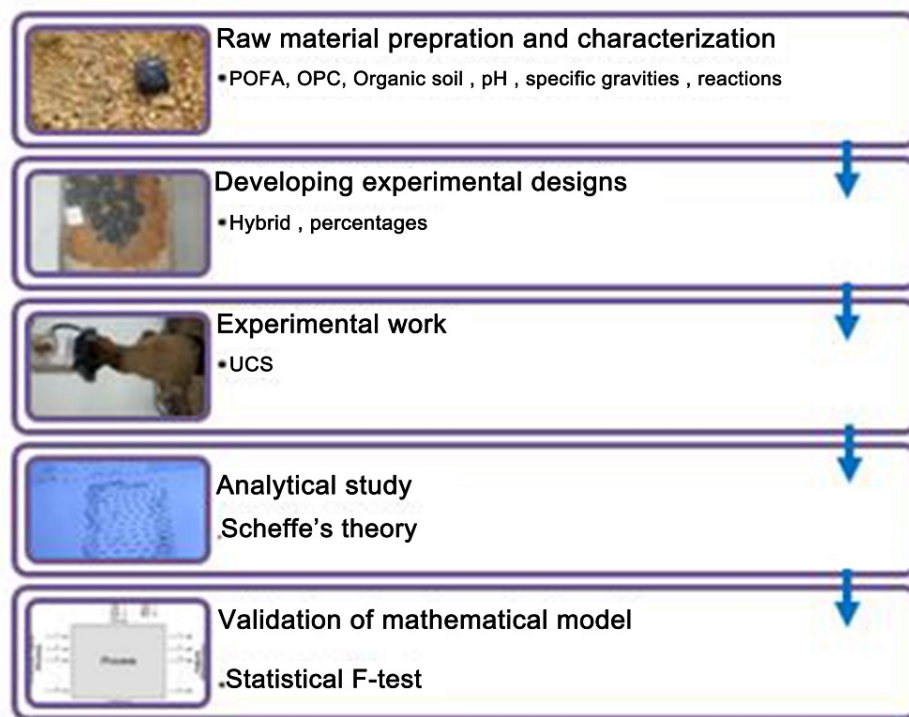 Raw material prepration and characterization
•POFA, OPC, Organic soil , pH , specific gravities , reactions
Developing experimental designs
•Hybrid , percentages
Experimental work
•UCS
Analytical study
.Scheffe's theory
Validation of mathematical model
Process
.Statistical F-test